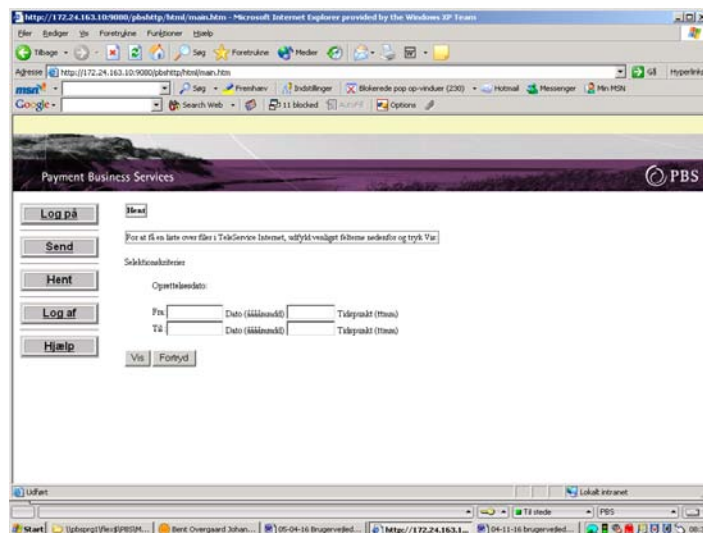 http://172.24.163.10:9080/pbshttp/html/main.htm - Microsoft Internet Explorer provided by the Windows XP Team
Filer Rediger Vis Foretrukne Funktioner Hjælp
Tilbage Søg Foretrukne Medier
Adresse http://172.24.163.10:9080/pbshttp/html/main.htm Gå Hyperlinks
msn Søg Fremhæv Indstillinger Blokerede pop op-vinduer (230) Hotmail Messenger Min MSN
Google Search Web 11 blocked AutoFill Options
Payment Business Services
PBS
Log på
Send
Hent
Log af
Hjælp
Hent
For at få en liste over filer i TeleService Internet, udfyld venligst felterne nedenfor og tryk Vis:
Selektionskriterier
Oprettelsesdato:
Fra: Dato (ååååmmdd) Tidspunkt (ttmm)
Til: Dato (ååååmmdd) Tidspunkt (ttmm)
Vis Fortryd
Udført Lokalt intranet
Til stede PBS
Start Bent Overgaard Johan... 05-04-16 Brugervejled... http://172.24.163.1... 04-11-16 brugervejled...